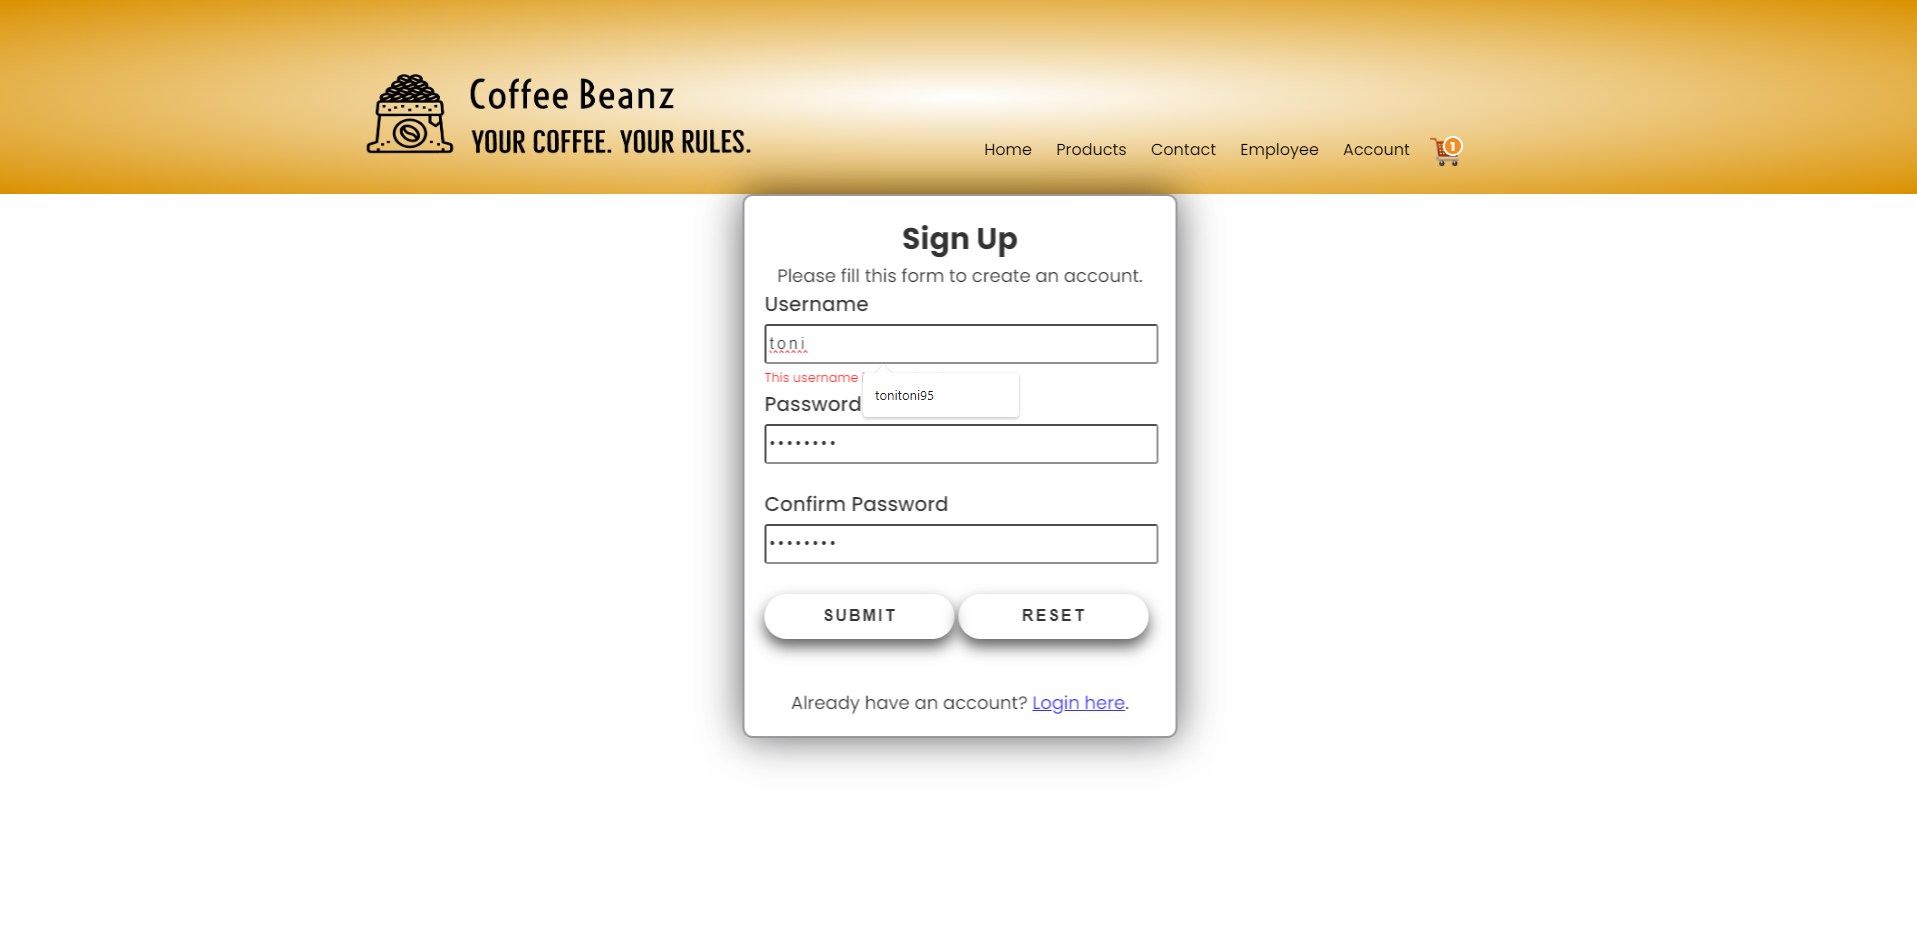 Coffee Beanz
YOUR COFFEE. YOUR RULES.
Home Products Contact Employee Account 1
Sign Up
Please fill this form to create an account.
Username
toni
This username
tonitoni95
Password
••••••••
Confirm Password
••••••••
SUBMIT RESET
Already have an account? Login here.